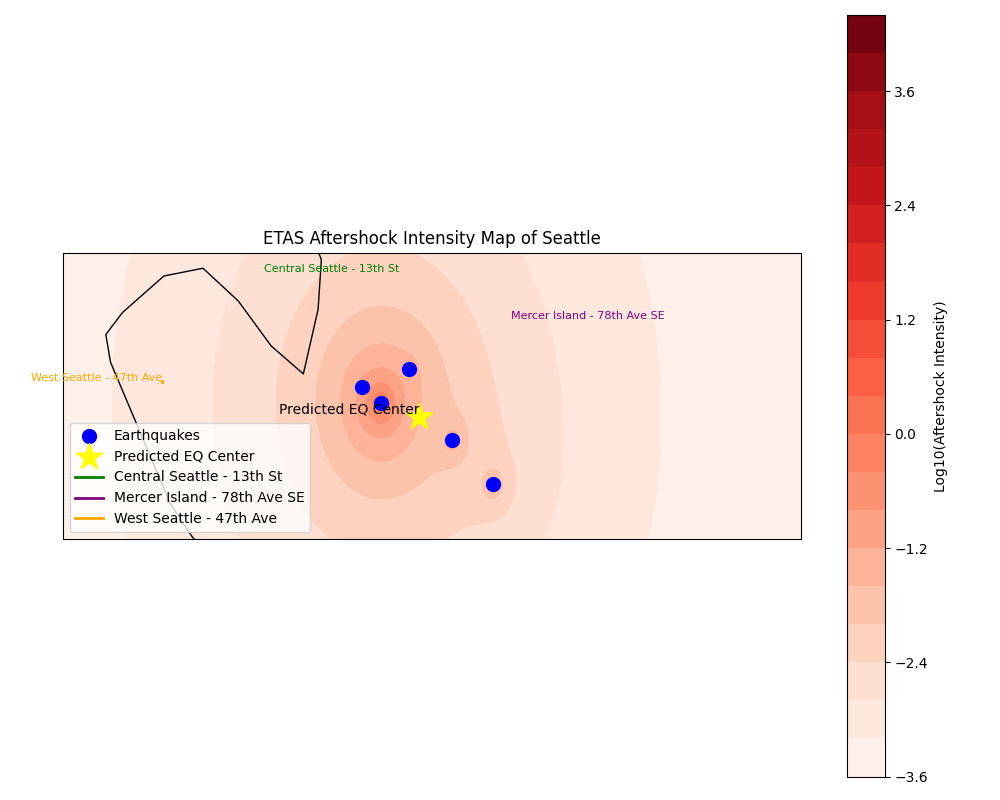 ETAS Aftershock Intensity Map of Seattle
Central Seattle - 13th St
Mercer Island - 78th Ave SE
West Seattle - 47th Ave
Predicted EQ Center
Earthquakes
Predicted EQ Center
Central Seattle - 13th St
Mercer Island - 78th Ave SE
West Seattle - 47th Ave
3.6
2.4
1.2
0.0
−1.2
−2.4
−3.6
Log10(Aftershock Intensity)